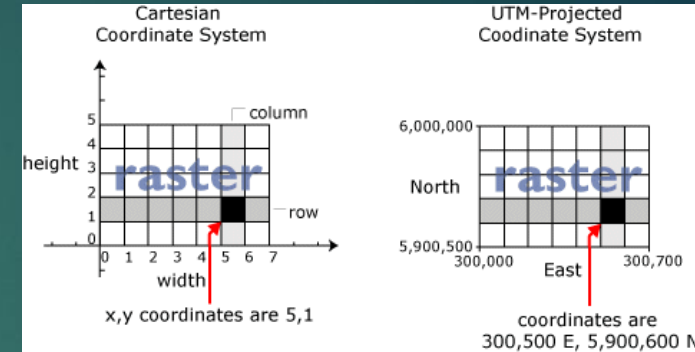 Cartesian
Coordinate System
column
5
4
height 3
2
1
0
raster
row
0 1 2 3 4 5 6 7
width
x,y coordinates are 5,1
UTM-Projected
Coodinate System
6,000,000
raster
North
5,900,500
300,000
East
300,700
coordinates are
300,500 E, 5,900,600 N